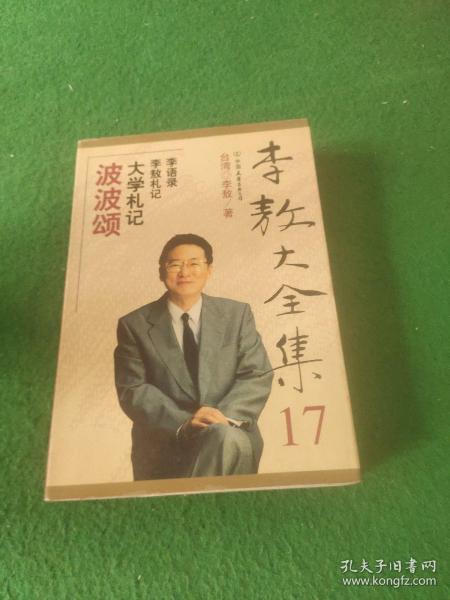 李敖大全集
17
台湾 李敖/著
李语录
李敖札记
大学札记
波波颂
孔夫子旧书网
www.kongfz.com